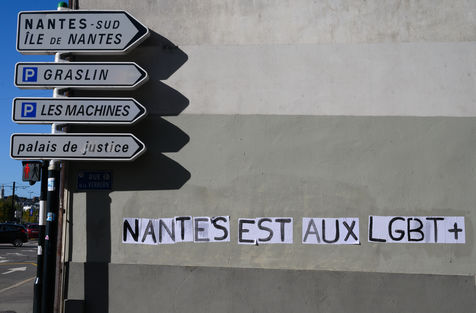 NANTES-SUD
ÎLE DE NANTES
P GRASLIN
P LES MACHINES
palais de justice
NANTES EST AUX LGBT+